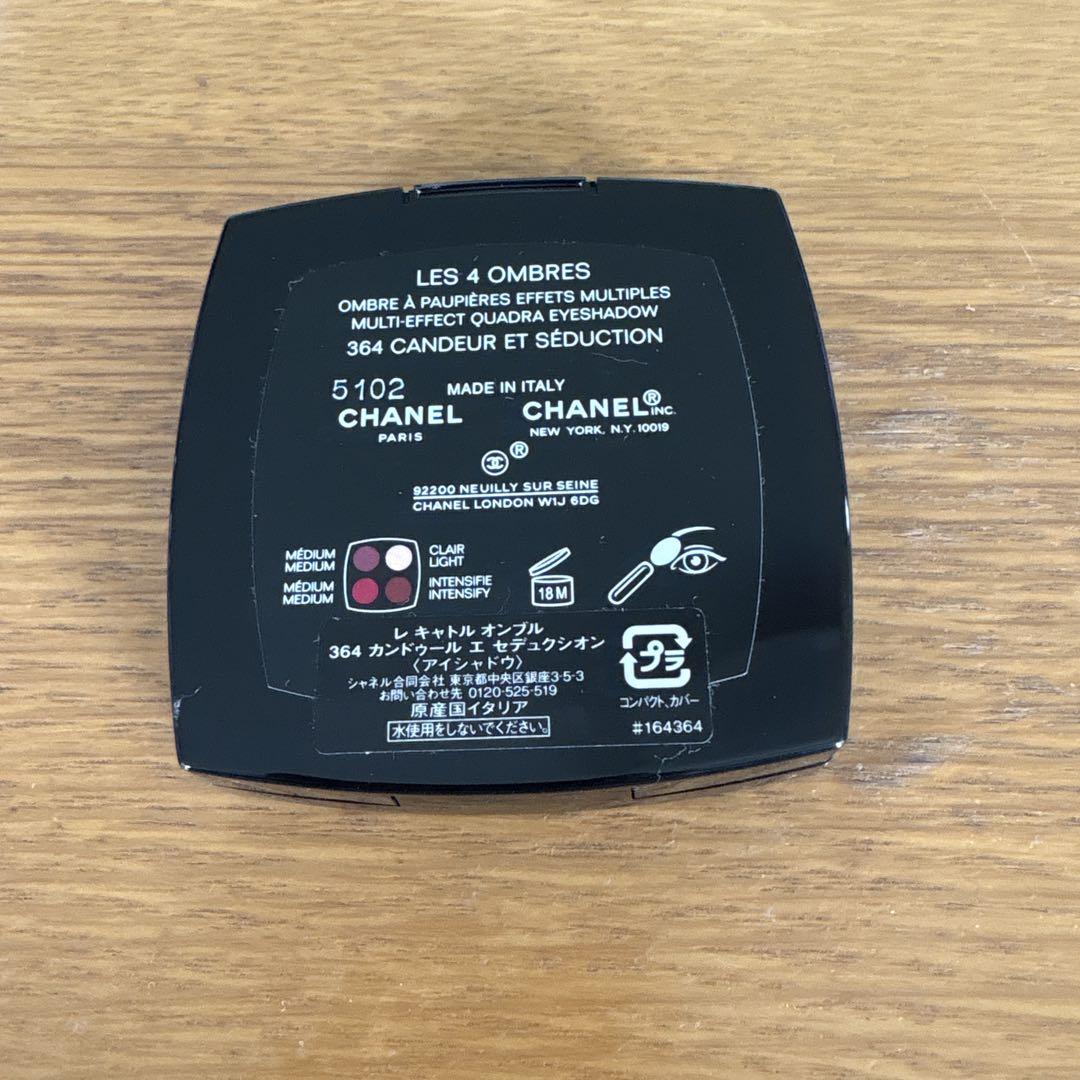 LES 4 OMBRES
OMBRE À PAUPIÈRES EFFETS MULTIPLES
MULTI-EFFECT QUADRA EYESHADOW
364 CANDEUR ET SÉDUCTION
5102 MADE IN ITALY
CHANEL CHANEL® INC.
PARIS NEW YORK, N.Y. 10019
®
92200 NEUILLY SUR SEINE
CHANEL LONDON W1J 6DG
MÉDIUM CLAIR
MEDIUM LIGHT
MÉDIUM INTENSIFIE
MEDIUM INTENSIFY
18 M
レ キャトル オンブル
364 カンドゥール エ セデュクシオン
〈アイシャドウ〉
シャネル合同会社 東京都中央区銀座3-5-3
お問い合わせ先 0120-525-519
原産国イタリア
水使用をしないでください。
プラ
コンパクト、カバー
#164364